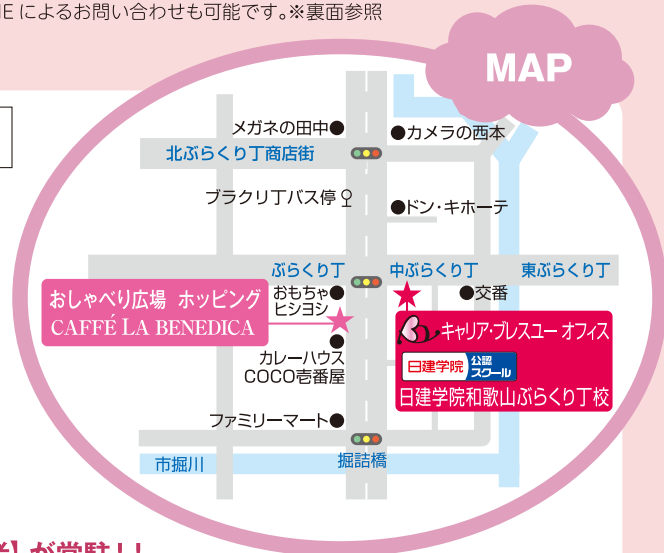 IE によるお問い合わせも可能です。※裏面参照
MAP
メガネの田中●
●カメラの西本
北ぶらくり丁商店街
ブラクリ丁バス停
●ドン・キホーテ
ぶらくり丁
中ぶらくり丁
東ぶらくり丁
おしゃべり広場 ホッピング
CAFFÉ LA BENEDICA
おもちゃ●
ヒシヨシ
●交番
キャリア・ブレスユー オフィス
日建学院 公認
スクール
日建学院和歌山ぶらくり丁校
カレーハウス
COCO壱番屋
ファミリーマート●
市堀川
掘詰橋
】が常駐!!